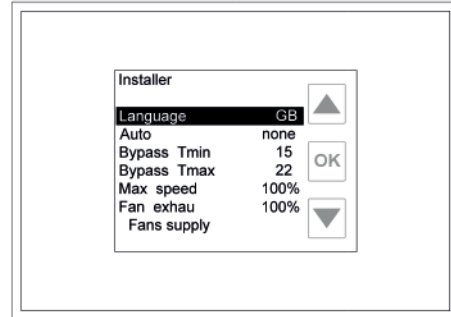 Installer
Language GB
Auto none
Bypass Tmin 15
OK
Bypass Tmax 22
Max speed 100%
Fan exhau 100%
Fans supply